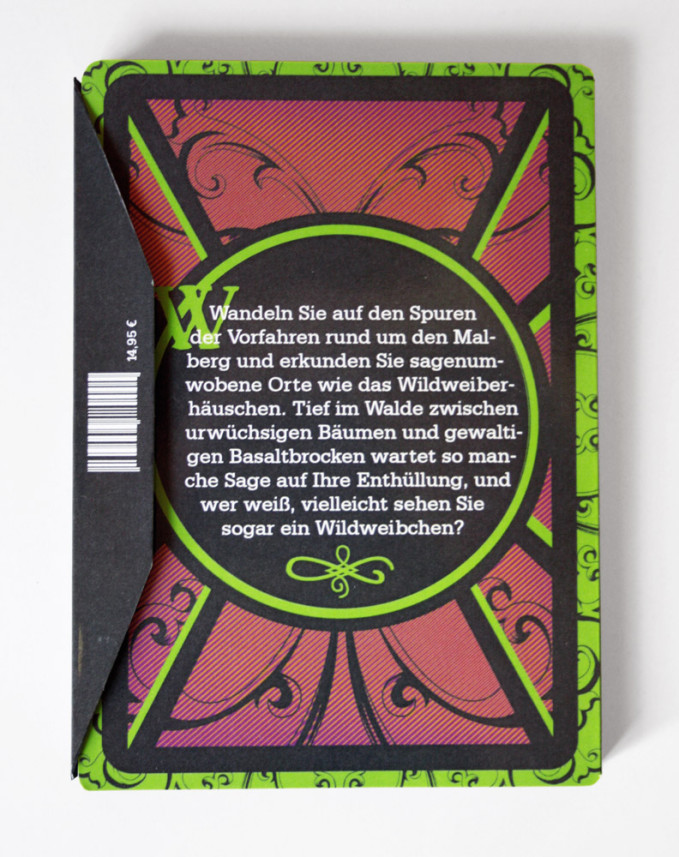 Wandeln Sie auf den Spuren
der Vorfahren rund um den Mal-
berg und erkunden Sie sagenum-
wobene Orte wie das Wildweiber-
häuschen. Tief im Walde zwischen
urwüchsigen Bäumen und gewalti-
gen Basaltbrocken wartet so man-
che Sage auf Ihre Enthüllung, und
wer weiß, vielleicht sehen Sie
sogar ein Wildweibchen?
14,95 €